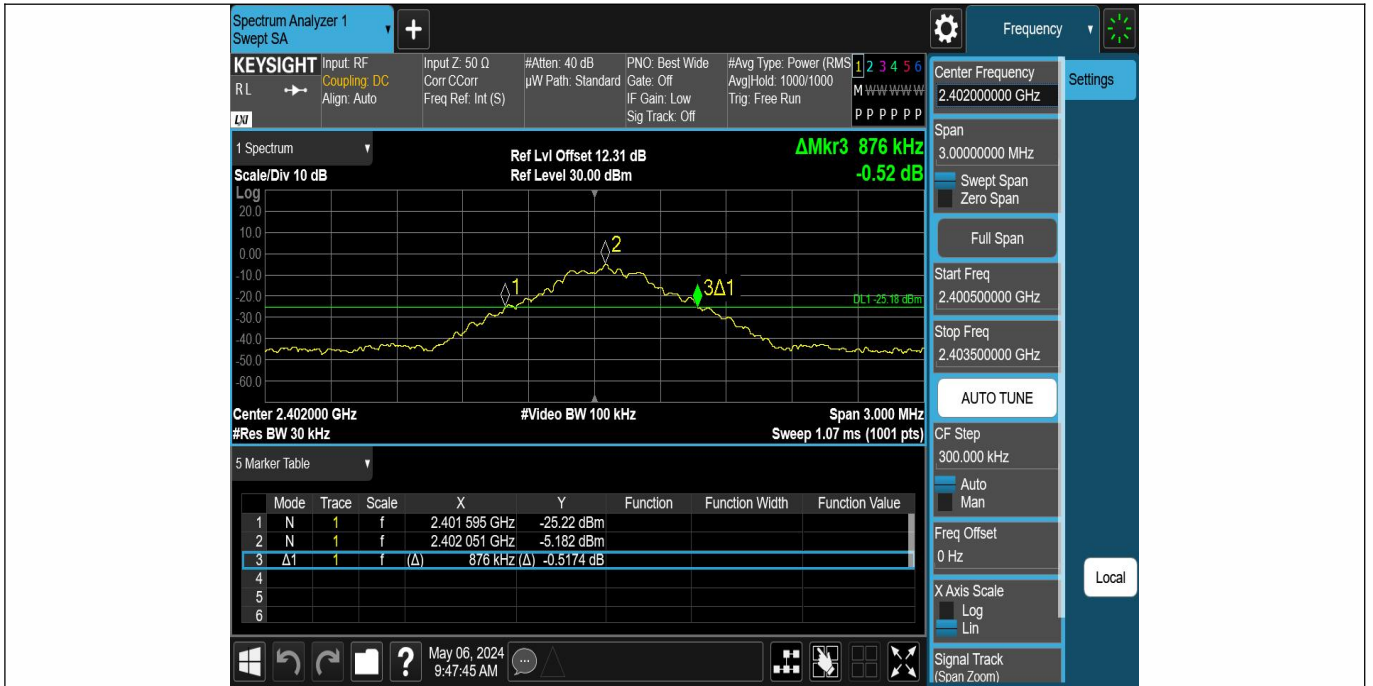 Spectrum Analyzer 1
Swept SA
+
Frequency
KEYSIGHT
R L
LXI
Input: RF
Coupling: DC
Align: Auto
Input Z: 50 Ω
Corr CCorr
Freq Ref: Int (S)
#Atten: 40 dB
µW Path: Standard
PNO: Best Wide
Gate: Off
IF Gain: Low
Sig Track: Off
#Avg Type: Power (RMS
Avg|Hold: 1000/1000
Trig: Free Run
1 2 3 4 5 6
M W W W W W
P P P P P P
1 Spectrum
Scale/Div 10 dB
Ref Lvl Offset 12.31 dB
Ref Level 30.00 dBm
ΔMkr3 876 kHz
-0.52 dB
Log
20.0
10.0
0.00
-10.0
-20.0
-30.0
-40.0
-50.0
-60.0
1
2
3Δ1
DL1 -25.18 dBm
Center 2.402000 GHz
#Video BW 100 kHz
Span 3.000 MHz
#Res BW 30 kHz
Sweep 1.07 ms (1001 pts)
5 Marker Table
Mode Trace Scale X Y Function Function Width Function Value
1 N 1 f 2.401 595 GHz -25.22 dBm
2 N 1 f 2.402 051 GHz -5.182 dBm
3 Δ1 1 f (Δ) 876 kHz (Δ) -0.5174 dB
4
5
6
?
May 06, 2024
9:47:45 AM
Center Frequency
2.402000000 GHz
Settings
Span
3.00000000 MHz
Swept Span
Zero Span
Full Span
Start Freq
2.400500000 GHz
Stop Freq
2.403500000 GHz
AUTO TUNE
CF Step
300.000 kHz
Auto
Man
Freq Offset
0 Hz
Local
X Axis Scale
Log
Lin
Signal Track
(Span Zoom)